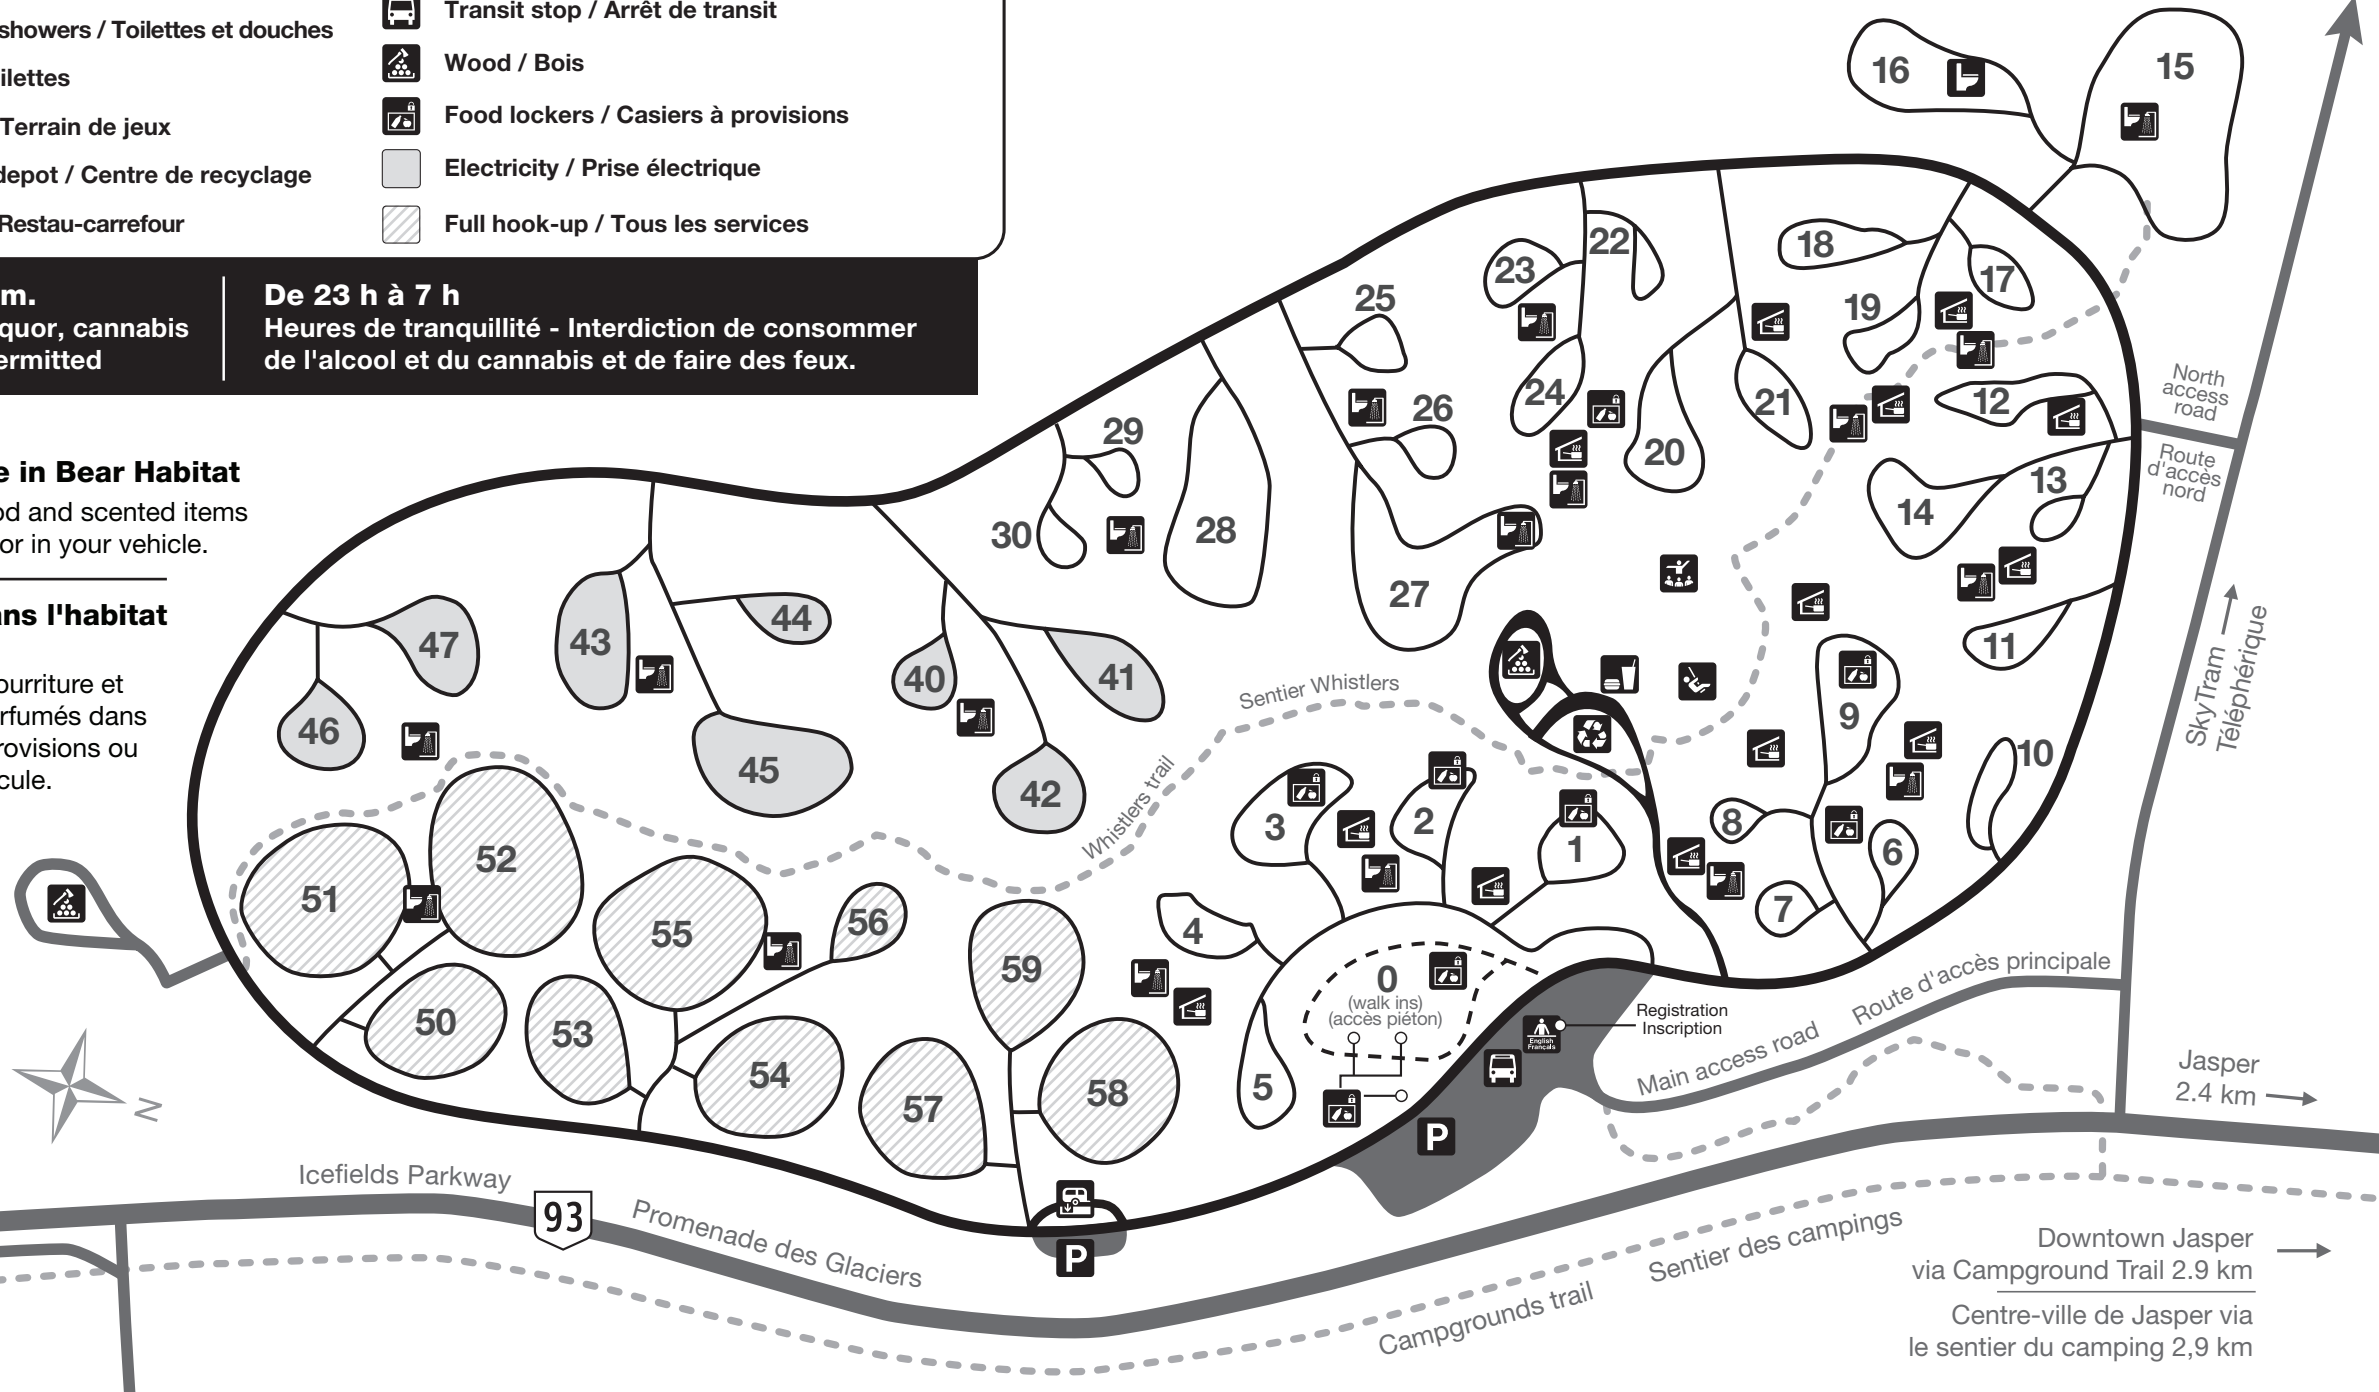 showers / Toilettes et douches
ilettes
Terrain de jeux
depot / Centre de recyclage
Restau-carrefour
Transit stop / Arrêt de transit
Wood / Bois
Food lockers / Casiers à provisions
Electricity / Prise électrique
Full hook-up / Tous les services
m.
quor, cannabis
ermitted
De 23 h à 7 h
Heures de tranquillité - Interdiction de consommer
de l'alcool et du cannabis et de faire des feux.
e in Bear Habitat
od and scented items
or in your vehicle.
ans l'habitat
ourriture et
rfumés dans
rovisions ou
cule.
16
15
22
18
23
17
25
19
24
21
12
26
20
29
13
14
28
30
27
11
44
43
47
40
41
9
46
10
45
42
3
2
8
1
6
52
51
7
56
4
55
59
0
(walk ins)
(accès piéton)
50
53
54
5
58
57
North
access
road
Route
d'accès
nord
SkyTram
Téléphérique
Sentier Whistlers
Whistlers trail
English
Français
Registration
Inscription
P
P
Main access road
Route d'accès principale
Jasper
2.4 km
N
Icefields Parkway
93
Promenade des Glaciers
Campgrounds trail
Sentier des campings
Downtown Jasper
via Campground Trail 2.9 km
Centre-ville de Jasper via
le sentier du camping 2,9 km